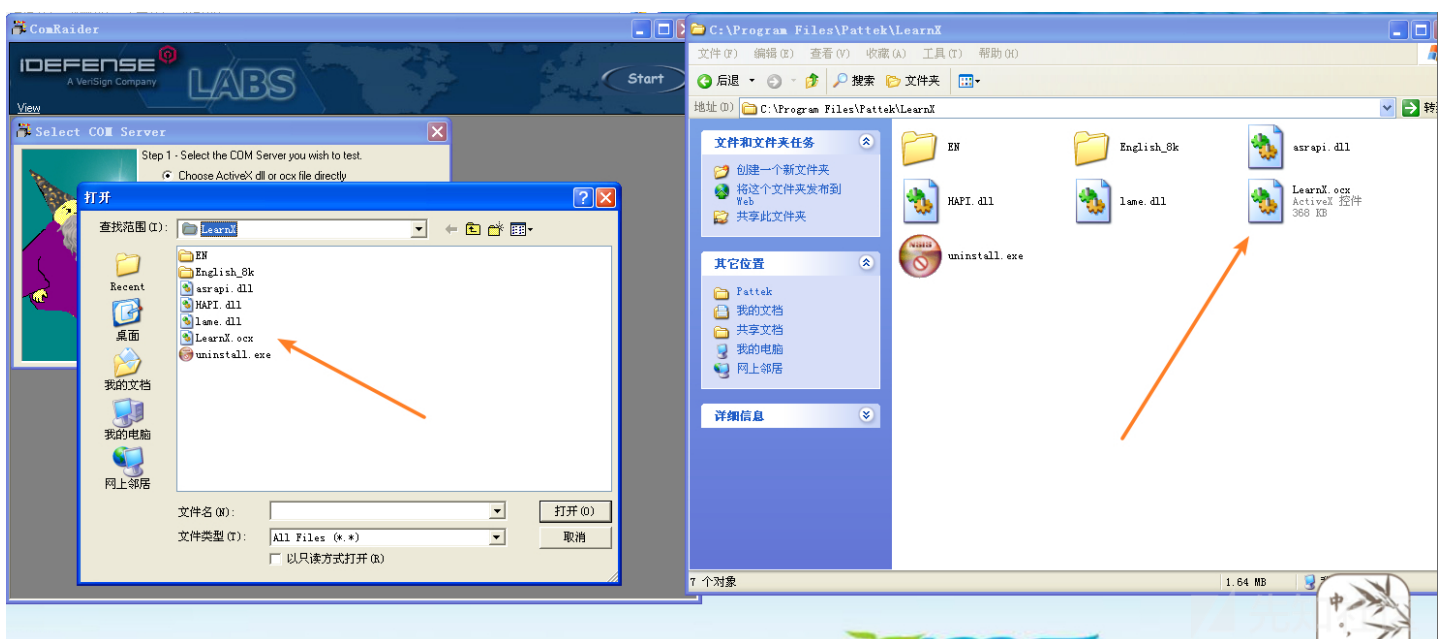 ComRaider
IDEFENSE
A VeriSign Company
LABS
Start
View
Select COM Server
Step 1 - Select the COM Server you wish to test.
Choose ActiveX dll or ocx file directly
打开
查找范围(I):
LearnX
Recent
桌面
我的文档
我的电脑
网上邻居
EN
English_8k
asrapi.dll
HAPI.dll
lame.dll
LearnX.ocx
uninstall.exe
文件名(N):
打开(O)
文件类型(T):
All Files (*.*)
取消
以只读方式打开(R)
C:\Program Files\Pattek\LearnX
文件(F) 编辑(E) 查看(V) 收藏(A) 工具(T) 帮助(H)
后退 搜索 文件夹
地址(D) C:\Program Files\Pattek\LearnX
文件和文件夹任务
创建一个新文件夹
将这个文件夹发布到
Web
共享此文件夹
其它位置
Pattek
我的文档
共享文档
我的电脑
网上邻居
详细信息
EN
English_8k
asrapi.dll
HAPI.dll
lame.dll
LearnX.ocx
ActiveX 控件
368 KB
uninstall.exe
7 个对象
1.64 MB
中